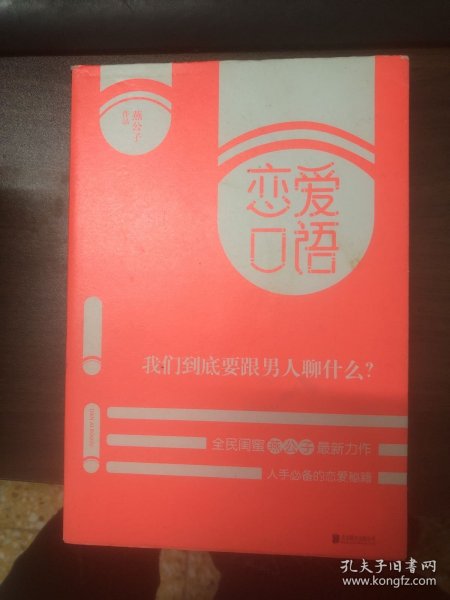 燕公子
作品
恋爱
口语
我们到底要跟男人聊什么?
全民闺蜜燕公子最新力作
人手必备的恋爱秘籍
孔夫子旧书网
www.kongfz.com